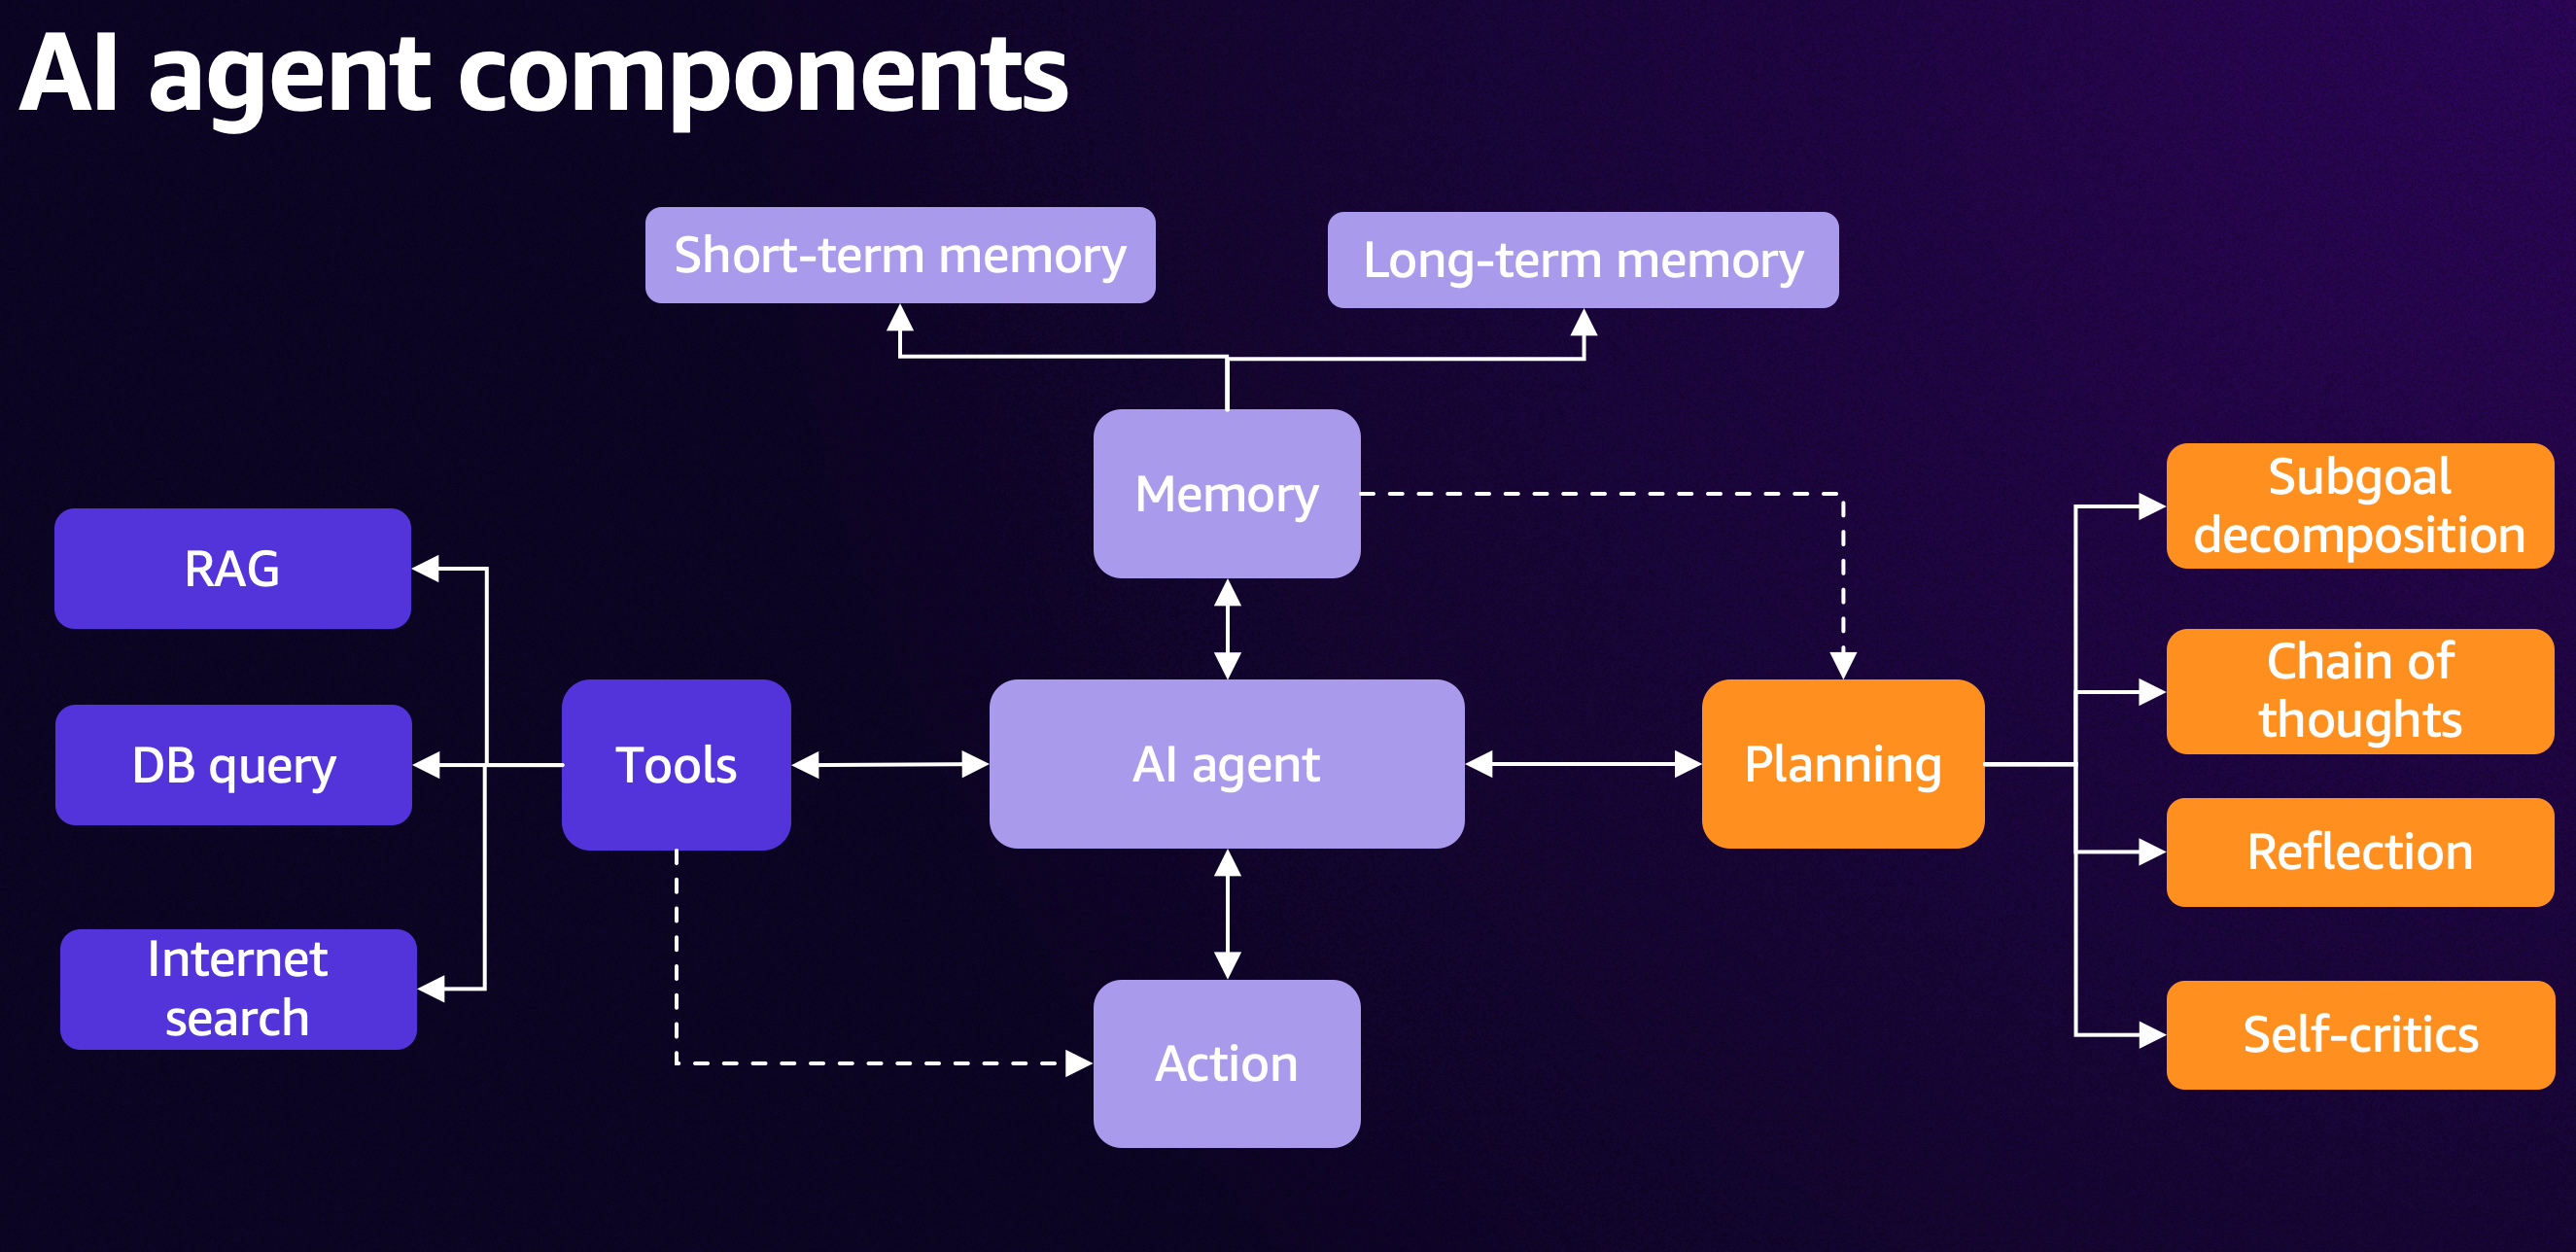 AI agent components
Short-term memory
Long-term memory
Memory
Subgoal
decomposition
RAG
Chain of
thoughts
DB query
Tools
AI agent
Planning
Reflection
Internet
search
Self-critics
Action